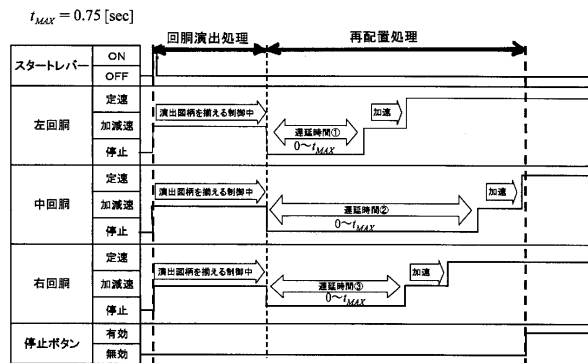 t_MAX = 0.75 [sec]
回胴演出処理
再配置処理
スタートレバー
ON
OFF
左回胴
定速
加減速
停止
演出図柄を揃える制御中
遅延時間①
0～t_MAX
加速
中回胴
定速
加減速
停止
演出図柄を揃える制御中
遅延時間②
0～t_MAX
加速
右回胴
定速
加減速
停止
演出図柄を揃える制御中
遅延時間③
0～t_MAX
加速
停止ボタン
有効
無効